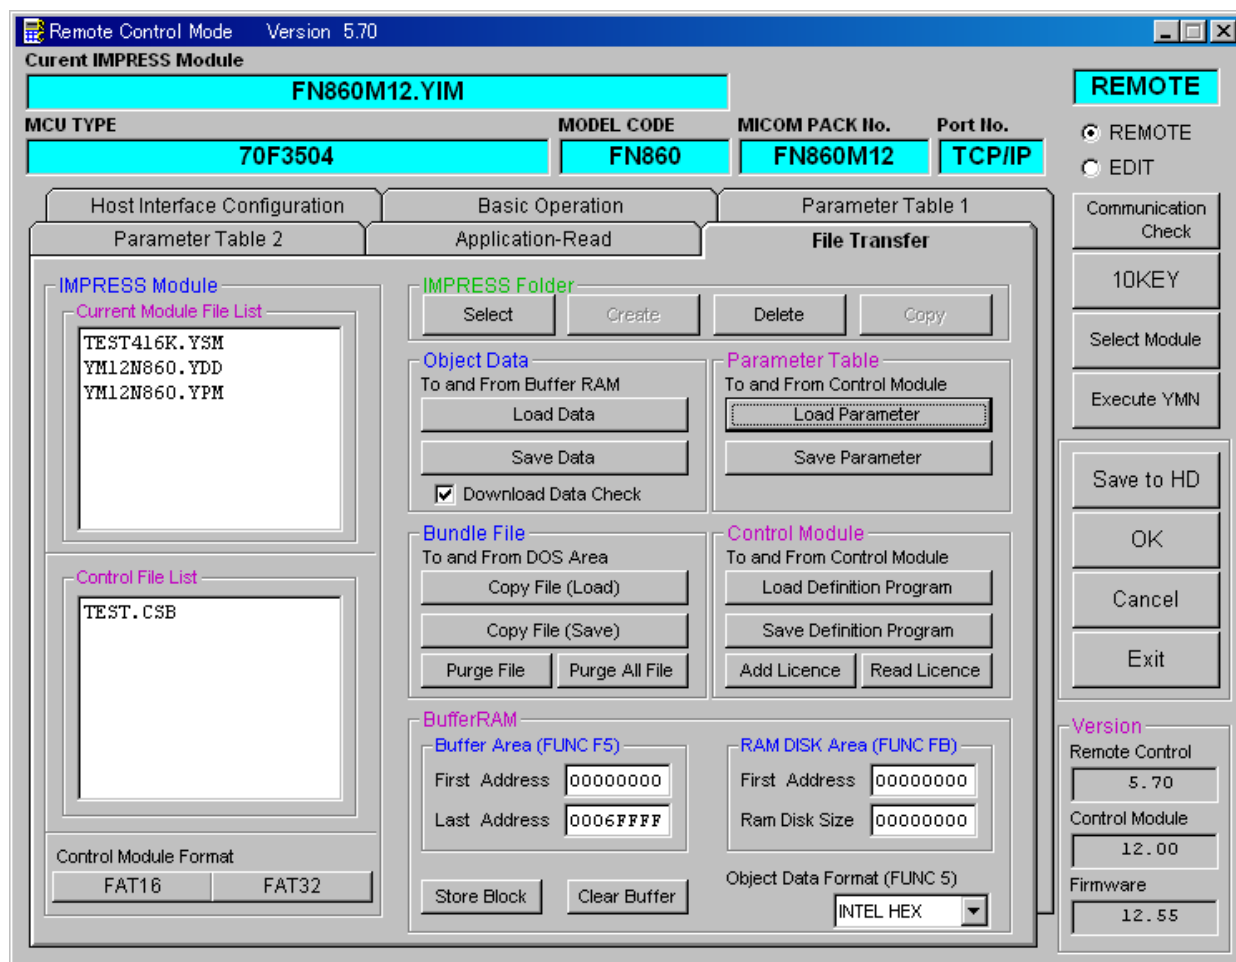 Remote Control Mode Version 5.70
Curent IMPRESS Module
FN860M12.YIM
REMOTE
MCU TYPE MODEL CODE MICOM PACK No. Port No.
70F3504 FN860 FN860M12 TCP/IP
REMOTE
EDIT
Host Interface Configuration Basic Operation Parameter Table 1
Parameter Table 2 Application-Read File Transfer
Communication
Check
10KEY
Select Module
Execute YMN
Save to HD
OK
Cancel
Exit
IMPRESS Module
Current Module File List
TEST416K.YSM
YM12N860.YDD
YM12N860.YPM
Control File List
TEST.CSB
Control Module Format
FAT16 FAT32
IMPRESS Folder
Select Create Delete Copy
Object Data
To and From Buffer RAM
Load Data
Save Data
Download Data Check
Parameter Table
To and From Control Module
Load Parameter
Save Parameter
Bundle File
To and From DOS Area
Copy File (Load)
Copy File (Save)
Purge File Purge All File
Control Module
To and From Control Module
Load Definition Program
Save Definition Program
Add Licence Read Licence
BufferRAM
Buffer Area (FUNC F5)
First Address 00000000
Last Address 0006FFFF
RAM DISK Area (FUNC FB)
First Address 00000000
Ram Disk Size 00000000
Store Block Clear Buffer
Object Data Format (FUNC 5)
INTEL HEX
Version
Remote Control
5.70
Control Module
12.00
Firmware
12.55